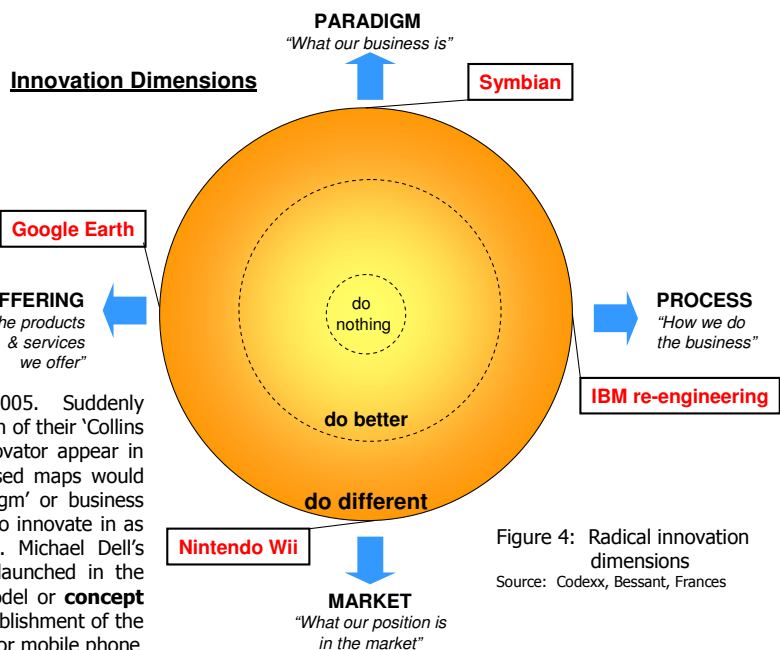 PARADIGM
“What our business is”
Innovation Dimensions
Symbian
Google Earth
do
nothing
FFERING
he products
& services
we offer”
PROCESS
“How we do
the business”
IBM re-engineering
do better
do different
Nintendo Wii
MARKET
“What our position is
in the market”
005. Suddenly
n of their ‘Collins
ovator appear in
sed maps would
gm’ or business
o innovate in as
. Michael Dell’s
launched in the
odel or concept
blishment of the
or mobile phone
Figure 4: Radical innovation
dimensions
Source: Codexx, Bessant, Frances